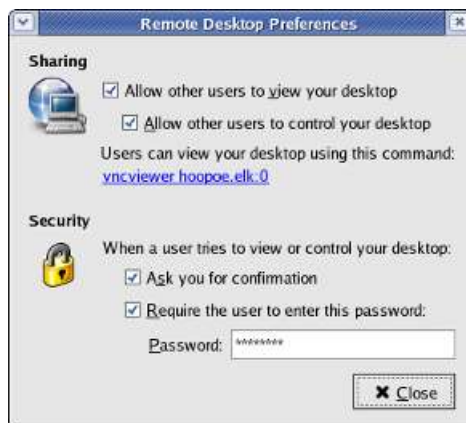 Remote Desktop Preferences
Sharing
Allow other users to view your desktop
Allow other users to control your desktop
Users can view your desktop using this command:
vncviewer hoopoe.elk:0
Security
When a user tries to view or control your desktop:
Ask you for confirmation
Require the user to enter this password:
Password: ********
Close